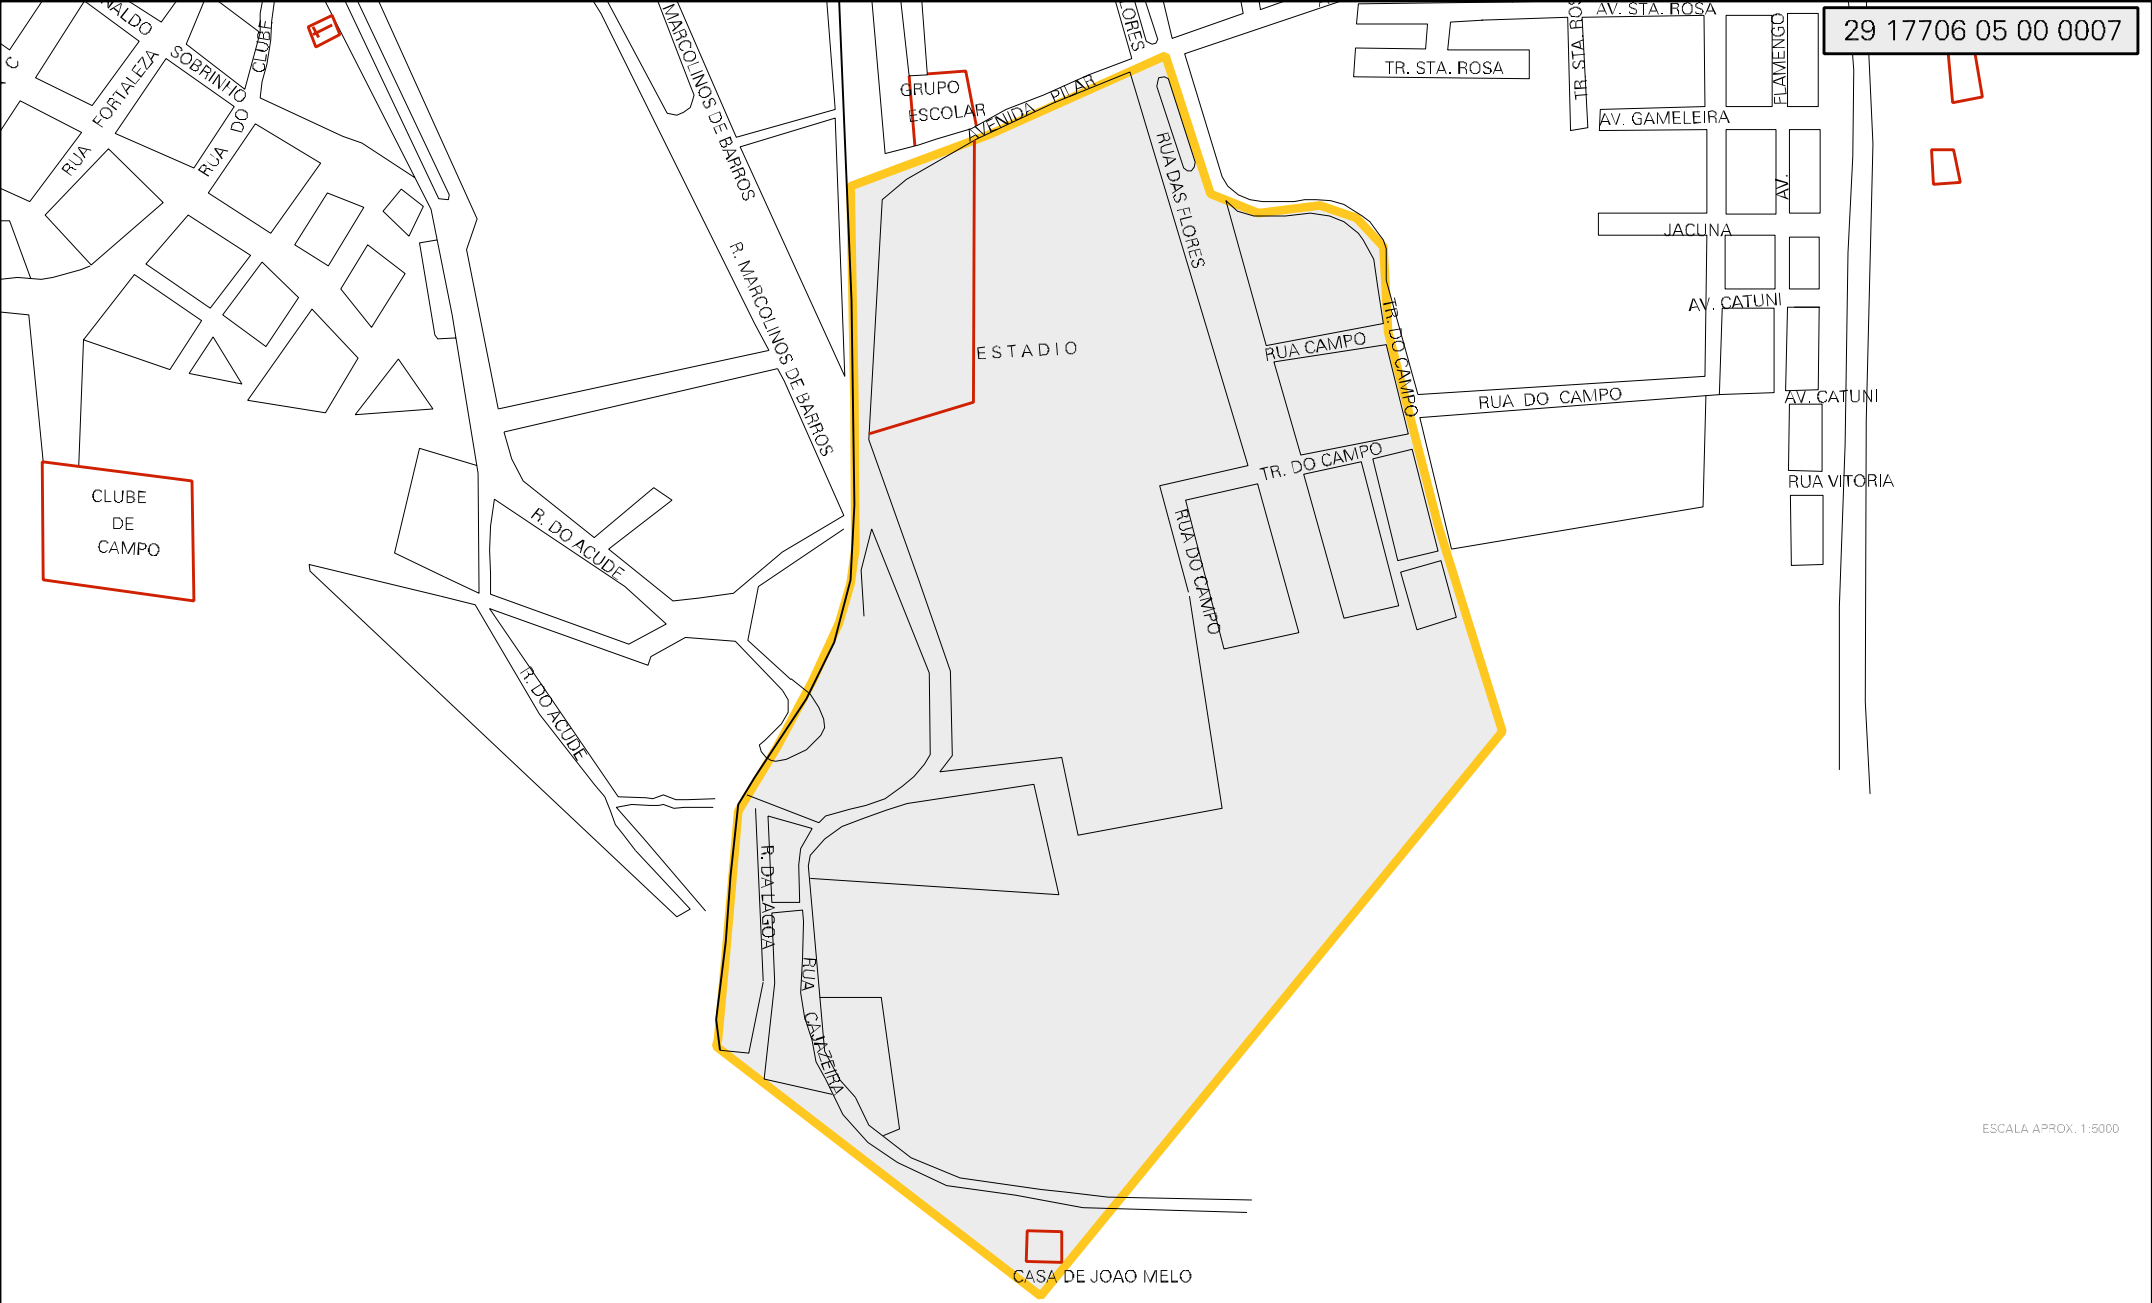 29 17706 05 00 0007
NALDO
SOBRINHO
CLUBE
C
RUA FORTALEZA
RUA DO
MARCOLINOS DE BARROS
R. MARCOLINOS DE BARROS
GRUPO
ESCOLAR
AVENIDA PILAR
LORES
RUA DAS FLORES
TR. STA. ROSA
TR. STA. ROS
AV. STA. ROSA
FLAMENGO
AV.
AV. GAMELEIRA
JACUNA
AV. CATUNI
AV. CATUNI
RUA VITORIA
ESTADIO
RUA CAMPO
TR. DO CAMPO
RUA DO CAMPO
TR. DO CAMPO
RUA DO CAMPO
CLUBE
DE
CAMPO
R. DO ACUDE
R. DO ACUDE
R. DA LAGOA
RUA CAJAZEIRA
CASA DE JOAO MELO
ESCALA APROX. 1:5000